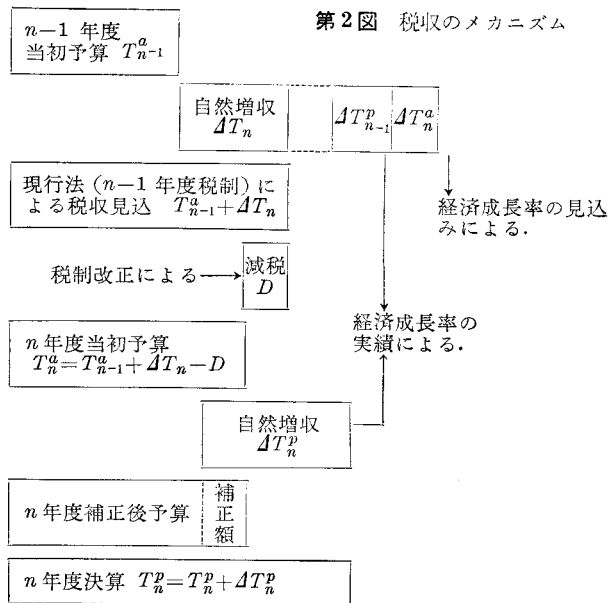 第2図 税収のメカニズム
n−1 年度
当初予算 T^a_{n-1}
自然増収
ΔT_n
ΔT^p_{n-1}
ΔT^a_n
現行法 (n−1 年度税制) に
よる税収見込 T^a_{n-1}+ΔT_n
経済成長率の見込
みによる.
税制改正による
減税
D
n 年度当初予算
T^a_n=T^a_{n-1}+ΔT_n−D
経済成長率の
実績による.
自然増収
ΔT^p_n
n 年度補正後予算
補
正
額
n 年度決算 T^p_n=T^p_n+ΔT^p_n